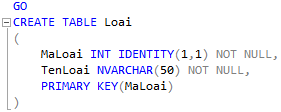 GO
CREATE TABLE Loai
(
MaLoai INT IDENTITY(1,1) NOT NULL,
TenLoai NVARCHAR(50) NOT NULL,
PRIMARY KEY(MaLoai)
)